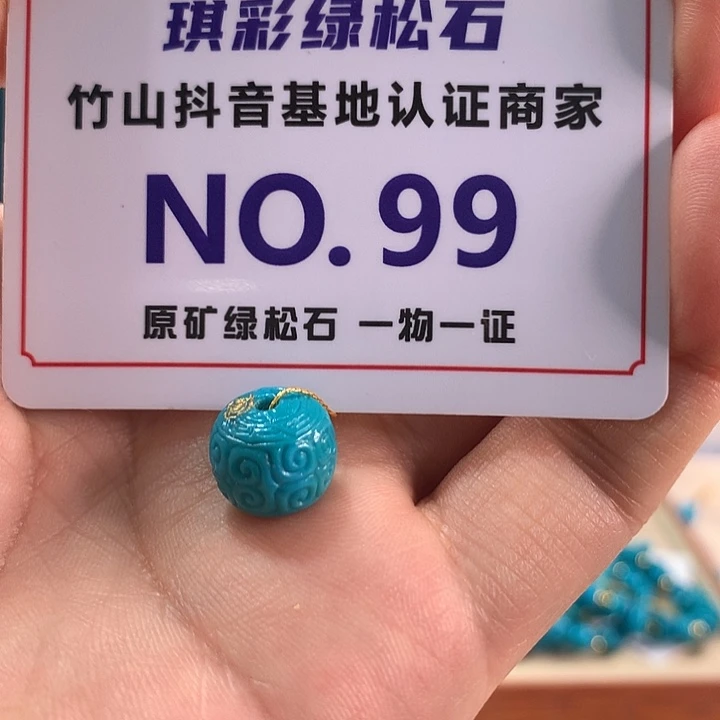 琪彩绿松石
竹山抖音基地认证商家
NO. 99
原矿绿松石 一物一证